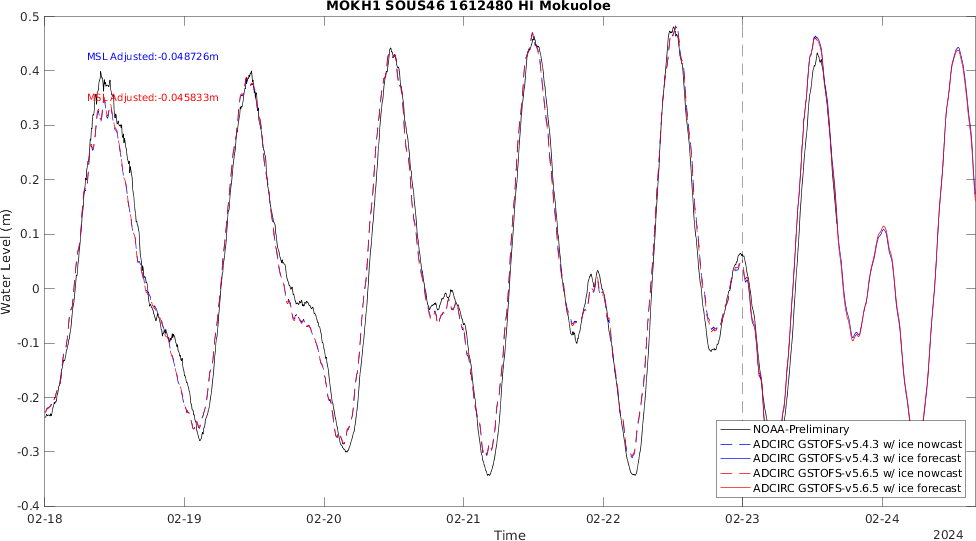 MOKH1 SOUS46 1612480 HI Mokuoloe
MSL Adjusted:-0.048726m
MSL Adjusted:-0.045833m
Water Level (m)
0.5
0.4
0.3
0.2
0.1
0
-0.1
-0.2
-0.3
-0.4
NOAA-Preliminary
ADCIRC GSTOFS-v5.4.3 w/ ice nowcast
ADCIRC GSTOFS-v5.4.3 w/ ice forecast
ADCIRC GSTOFS-v5.6.5 w/ ice nowcast
ADCIRC GSTOFS-v5.6.5 w/ ice forecast
02-18 02-19 02-20 02-21 02-22 02-23 02-24
Time
2024